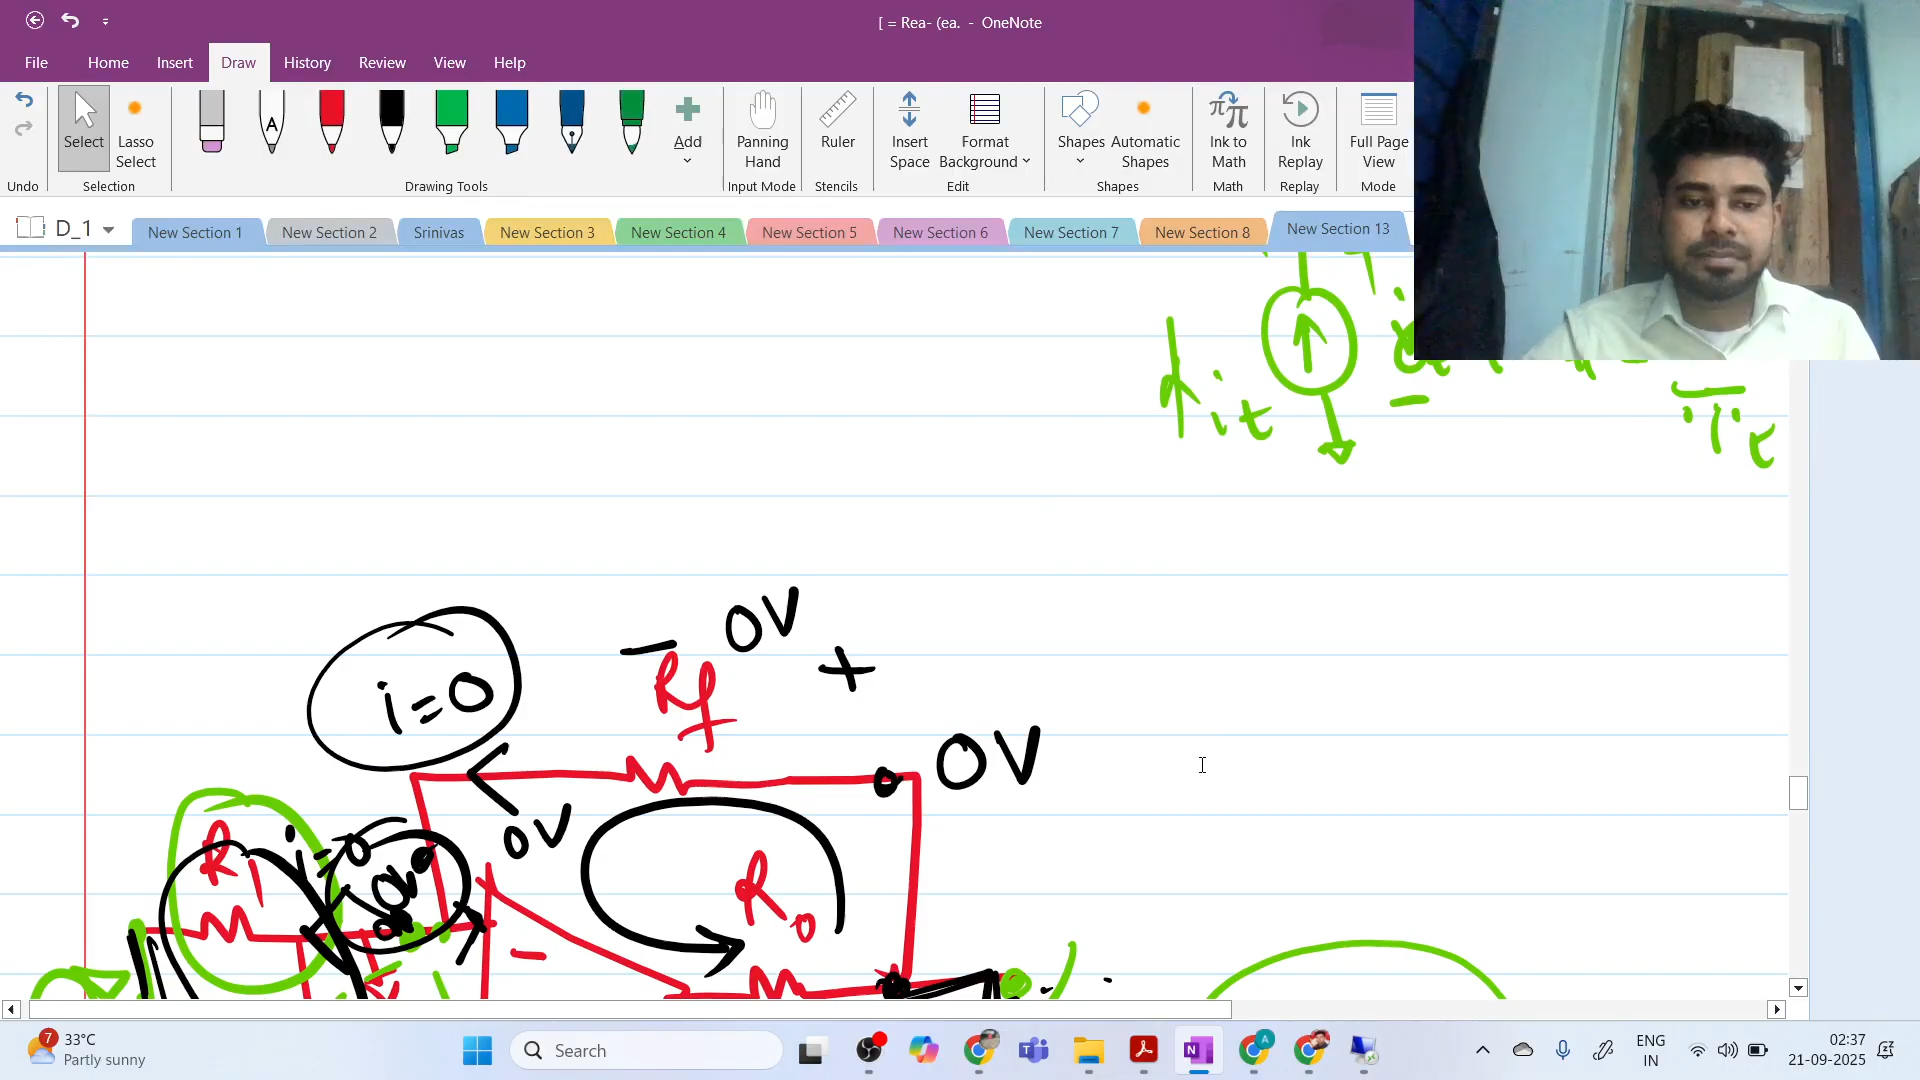 [ = Rea- (ea. - OneNote
File Home Insert Draw History Review View Help
Select Lasso Select Add Panning Hand Ruler Insert Space Format Background Shapes Automatic Shapes Ink to Math Ink Replay Full Page View
Undo Selection Drawing Tools Input Mode Stencils Edit Shapes Math Replay Mode
D_1 New Section 1 New Section 2 Srinivas New Section 3 New Section 4 New Section 5 New Section 6 New Section 7 New Section 8 New Section 13
it
t
0V
- Rf +
i=0
0V
0V
R1 i=0
Ro
-
7 33°C
Partly sunny
Search
ENG
IN
02:37
21-09-2025